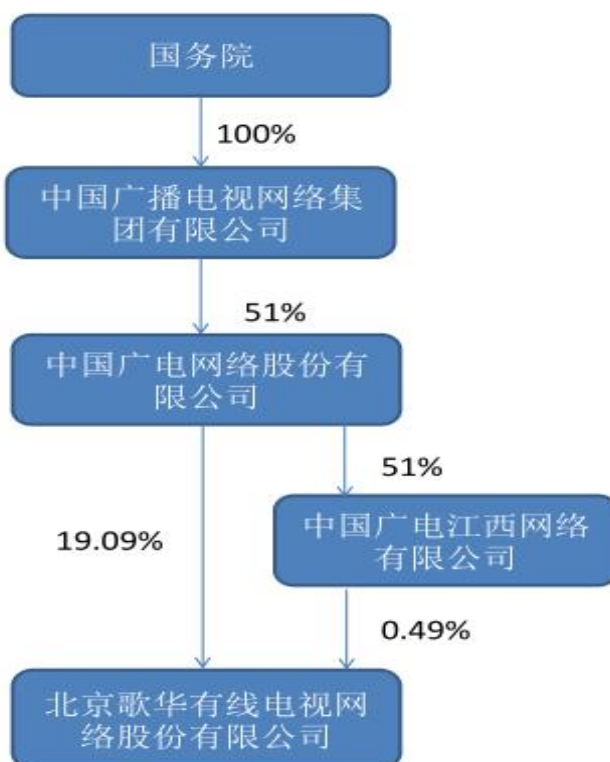 国务院
100%
中国广播电视网络集
团有限公司
51%
中国广电网络股份有
限公司
51%
中国广电江西网络
有限公司
19.09%
0.49%
北京歌华有线电视网
络股份有限公司